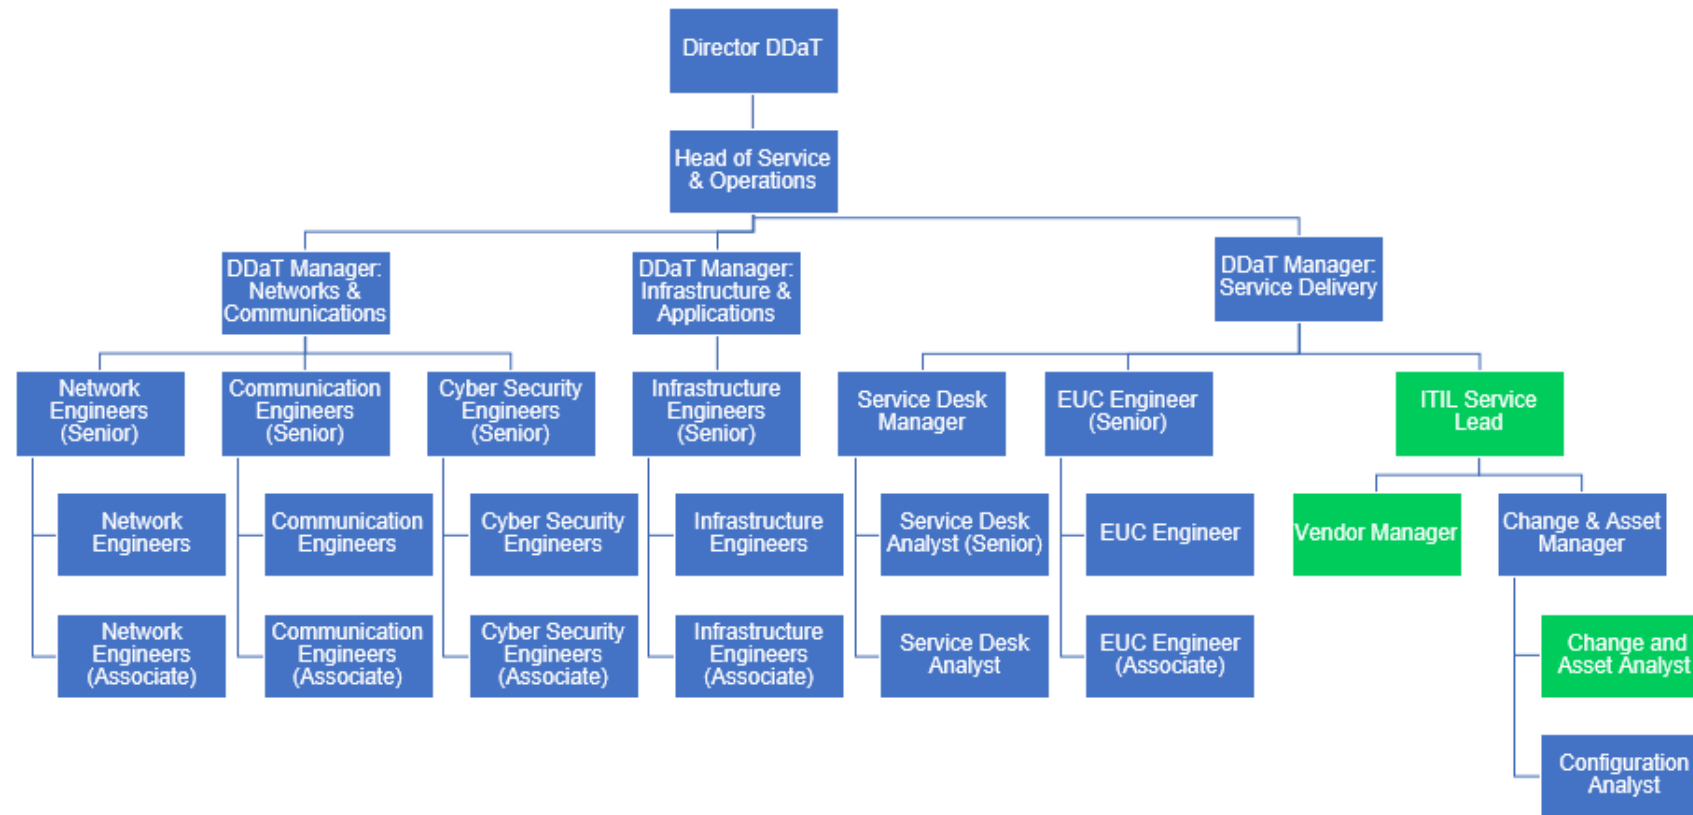 Director DDaT
Head of Service
& Operations
DDaT Manager:
Networks &
Communications
DDaT Manager:
Infrastructure &
Applications
DDaT Manager:
Service Delivery
Network
Engineers
(Senior)
Communication
Engineers
(Senior)
Cyber Security
Engineers
(Senior)
Infrastructure
Engineers
(Senior)
Service Desk
Manager
EUC Engineer
(Senior)
ITIL Service
Lead
Network
Engineers
Communication
Engineers
Cyber Security
Engineers
Infrastructure
Engineers
Service Desk
Analyst (Senior)
EUC Engineer
Vendor Manager
Change & Asset
Manager
Network
Engineers
(Associate)
Communication
Engineers
(Associate)
Cyber Security
Engineers
(Associate)
Infrastructure
Engineers
(Associate)
Service Desk
Analyst
EUC Engineer
(Associate)
Change and
Asset Analyst
Configuration
Analyst